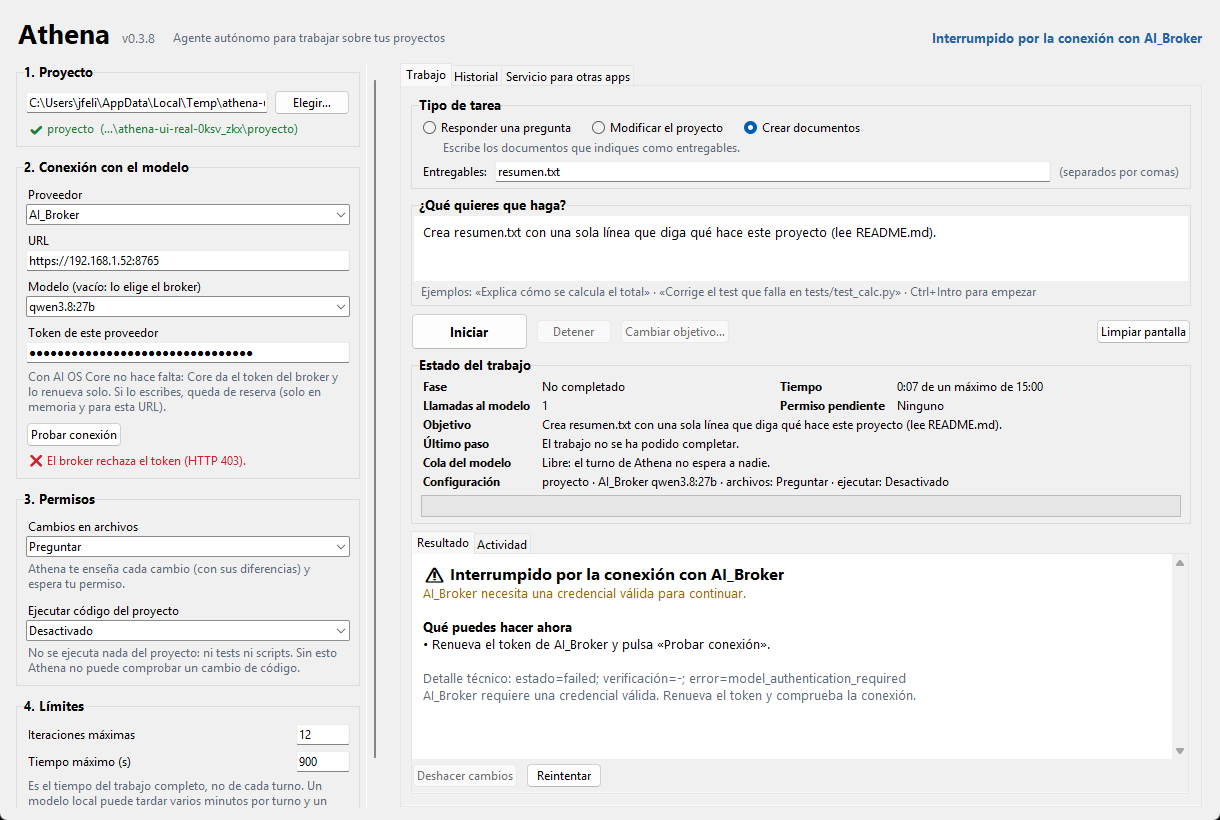 Athena v0.3.8 Agente autónomo para trabajar sobre tus proyectos
Interrumpido por la conexión con AI_Broker
1. Proyecto
C:\Users\jfeli\AppData\Local\Temp\athena-
Elegir...
proyecto (...\athena-ui-real-0ksv_zkx\proyecto)
2. Conexión con el modelo
Proveedor
AI_Broker
URL
https://192.168.1.52:8765
Modelo (vacío: lo elige el broker)
qwen3.8:27b
Token de este proveedor
●●●●●●●●●●●●●●●●●●●●●●●●●●●●●●●●
Con AI OS Core no hace falta: Core da el token del broker y
lo renueva solo. Si lo escribes, queda de reserva (solo en
memoria y para esta URL).
Probar conexión
El broker rechaza el token (HTTP 403).
3. Permisos
Cambios en archivos
Preguntar
Athena te enseña cada cambio (con sus diferencias) y
espera tu permiso.
Ejecutar código del proyecto
Desactivado
No se ejecuta nada del proyecto: ni tests ni scripts. Sin esto
Athena no puede comprobar un cambio de código.
4. Límites
Iteraciones máximas 12
Tiempo máximo (s) 900
Es el tiempo del trabajo completo, no de cada turno. Un
modelo local puede tardar varios minutos por turno y un
Trabajo Historial Servicio para otras apps
Tipo de tarea
Responder una pregunta Modificar el proyecto Crear documentos
Escribe los documentos que indiques como entregables.
Entregables: resumen.txt (separados por comas)
¿Qué quieres que haga?
Crea resumen.txt con una sola línea que diga qué hace este proyecto (lee README.md).
Ejemplos: «Explica cómo se calcula el total» · «Corrige el test que falla en tests/test_calc.py» · Ctrl+Intro para empezar
Iniciar Detener Cambiar objetivo... Limpiar pantalla
Estado del trabajo
Fase No completado Tiempo 0:07 de un máximo de 15:00
Llamadas al modelo 1 Permiso pendiente Ninguno
Objetivo Crea resumen.txt con una sola línea que diga qué hace este proyecto (lee README.md).
Último paso El trabajo no se ha podido completar.
Cola del modelo Libre: el turno de Athena no espera a nadie.
Configuración proyecto · AI_Broker qwen3.8:27b · archivos: Preguntar · ejecutar: Desactivado
Resultado Actividad
Interrumpido por la conexión con AI_Broker
AI_Broker necesita una credencial válida para continuar.
Qué puedes hacer ahora
• Renueva el token de AI_Broker y pulsa «Probar conexión».
Detalle técnico: estado=failed; verificación=-; error=model_authentication_required
AI_Broker requiere una credencial válida. Renueva el token y comprueba la conexión.
Deshacer cambios Reintentar